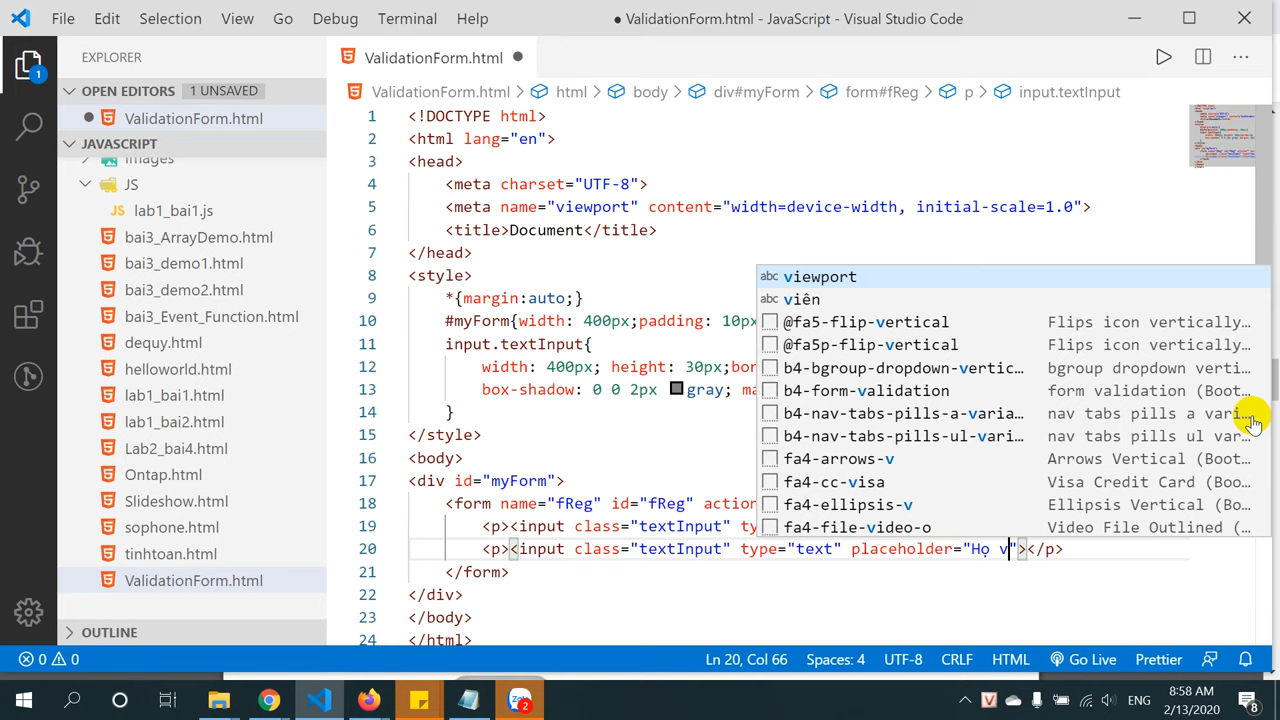 File Edit Selection View Go Debug Terminal Help ● ValidationForm.html - JavaScript - Visual Studio Code
EXPLORER
OPEN EDITORS 1 UNSAVED
ValidationForm.html
JAVASCRIPT
images
JS
JS lab1_bai1.js
bai3_ArrayDemo.html
bai3_demo1.html
bai3_demo2.html
bai3_Event_Function.html
dequy.html
helloworld.html
lab1_bai1.html
lab1_bai2.html
Lab2_bai4.html
Ontap.html
Slideshow.html
sophone.html
tinhtoan.html
ValidationForm.html
OUTLINE
1
ValidationForm.html
ValidationForm.html > html > body > div#myForm > form#fReg > p > input.textInput
1 <!DOCTYPE html>
2 <html lang="en">
3 <head>
4 <meta charset="UTF-8">
5 <meta name="viewport" content="width=device-width, initial-scale=1.0">
6 <title>Document</title>
7 </head>
8 <style>
9 *{margin:auto;}
10 #myForm{width: 400px;padding: 10px
11 input.textInput{
12 width: 400px; height: 30px;bor
13 box-shadow: 0 0 2px gray; ma
14 }
15 </style>
16 <body>
17 <div id="myForm">
18 <form name="fReg" id="fReg" action
19 <p><input class="textInput" ty
20 <p><input class="textInput" type="text" placeholder="Họ v"></p>
21 </form>
22 </div>
23 </body>
24 </html>
abc viewport
abc viên
@fa5-flip-vertical Flips icon vertically…
@fa5p-flip-vertical Flips icon vertically…
b4-bgroup-dropdown-vertic… bgroup dropdown verti…
b4-form-validation form validation (Boot…
b4-nav-tabs-pills-a-varia… nav tabs pills a vari…
b4-nav-tabs-pills-ul-vari… nav tabs pills ul var…
fa4-arrows-v Arrows Vertical (Boot…
fa4-cc-visa Visa Credit Card (Boo…
fa4-ellipsis-v Ellipsis Vertical (Bo…
fa4-file-video-o Video File Outlined (…
0 0 Ln 20, Col 66 Spaces: 4 UTF-8 CRLF HTML Go Live Prettier
Zalo 2 V ENG 8:58 AM
2/13/2020 8